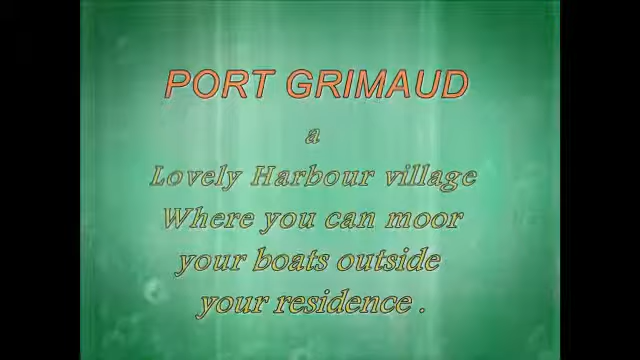 PORT GRIMAUD
a
Lovely Harbour village
Where you can moor
your boats outside
your residence .